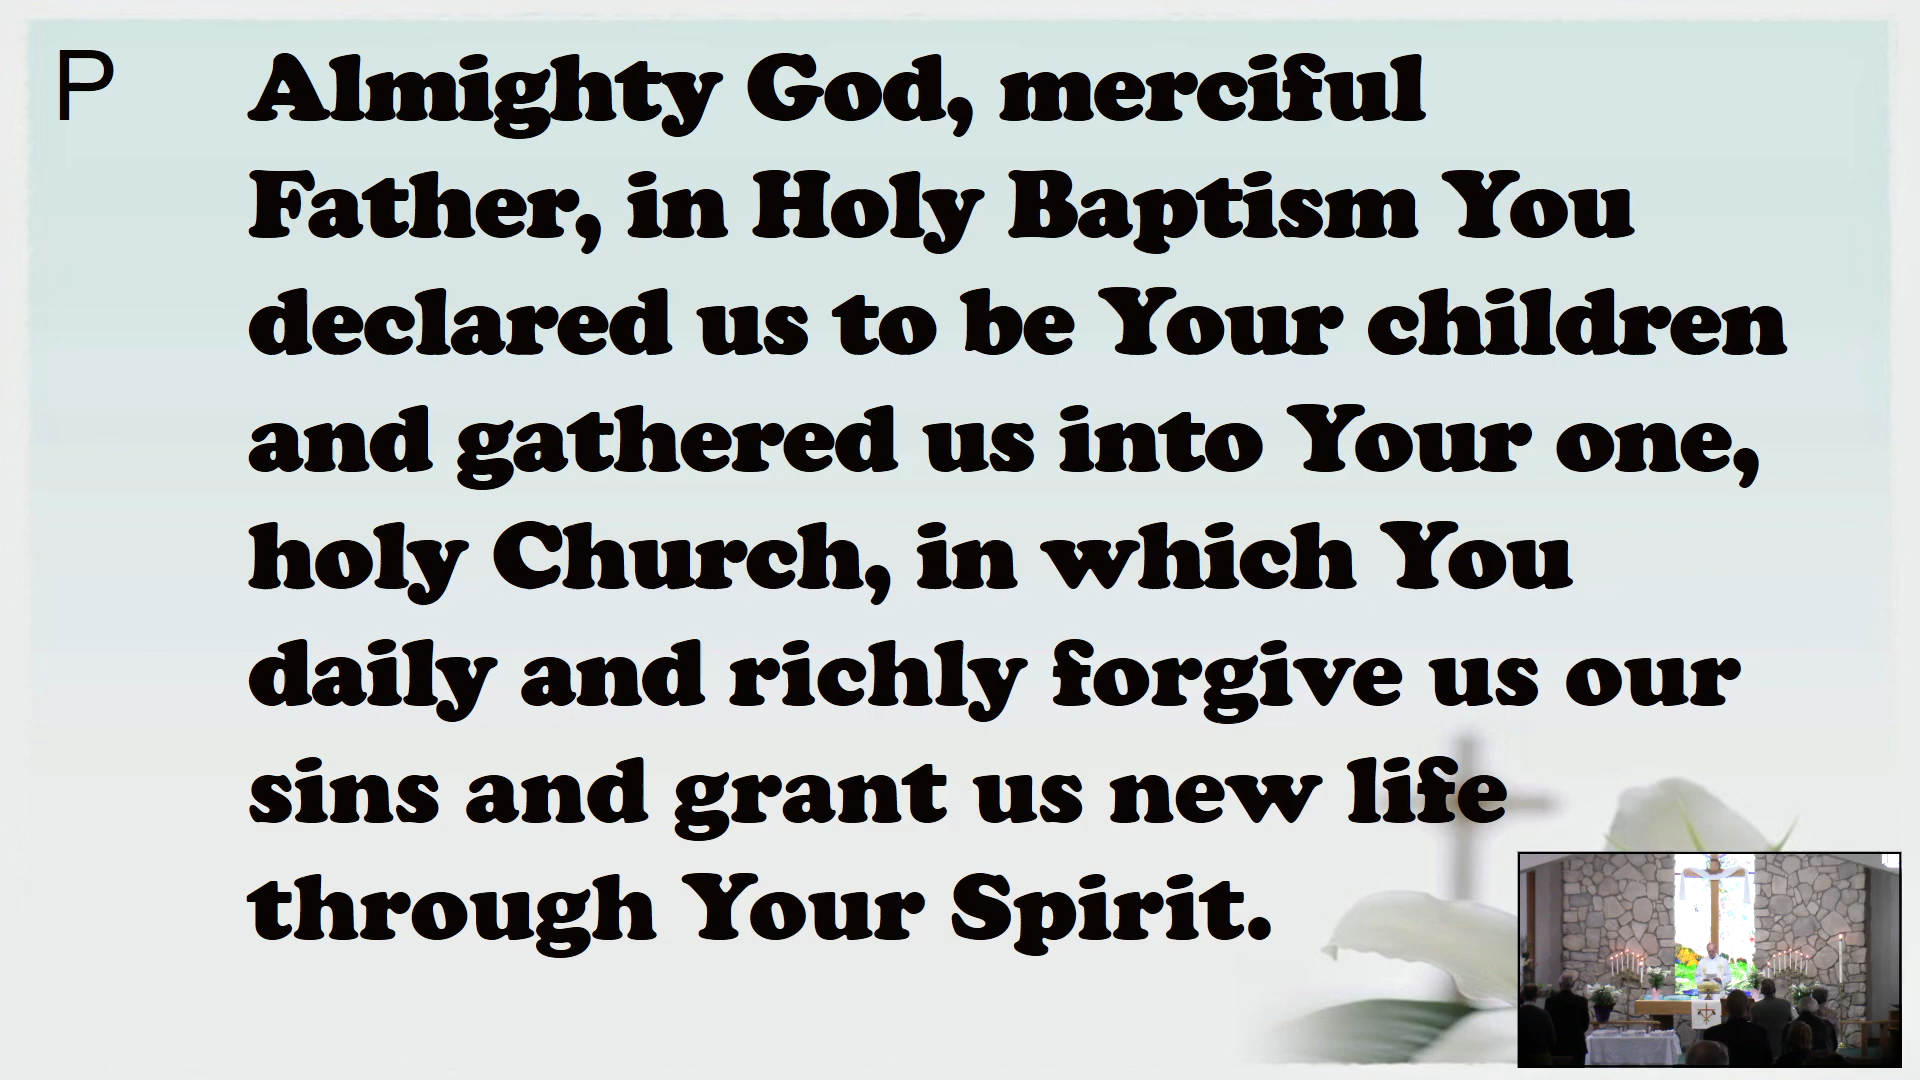 P Almighty God, merciful
Father, in Holy Baptism You
declared us to be Your children
and gathered us into Your one,
holy Church, in which You
daily and richly forgive us our
sins and grant us new life
through Your Spirit.